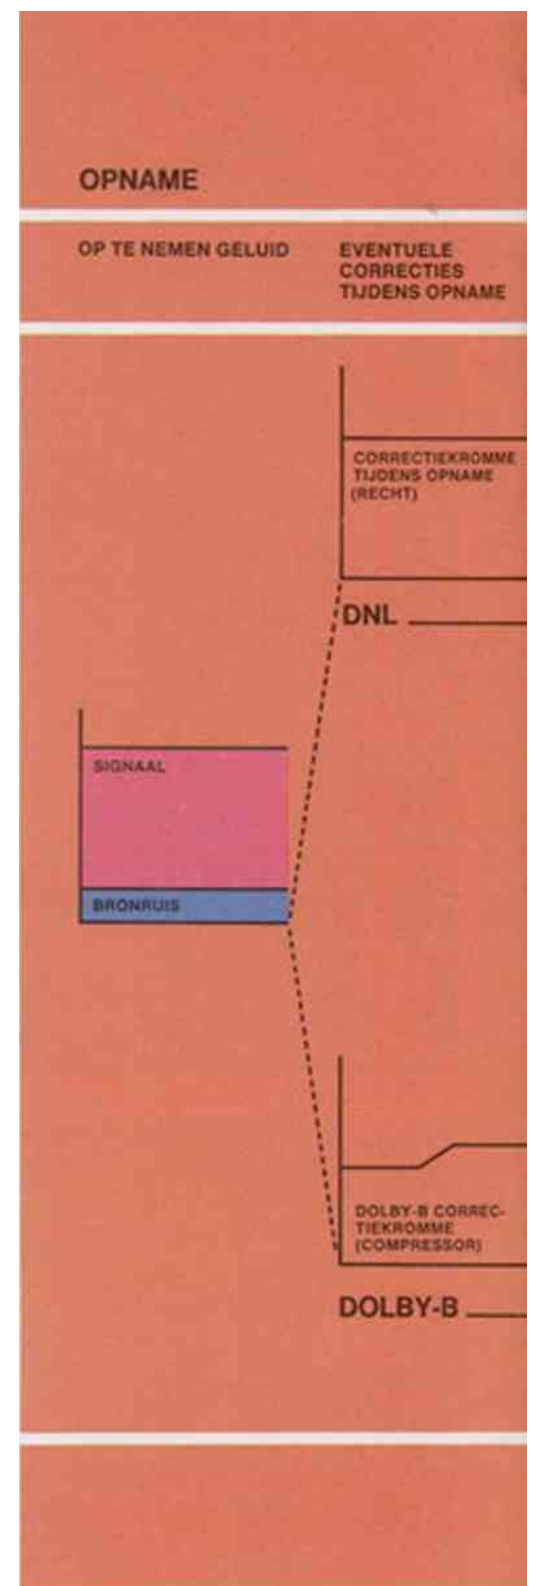 OPNAME
OP TE NEMEN GELUID
EVENTUELE
CORRECTIES
TIJDENS OPNAME
CORRECTIEKROMME
TIJDENS OPNAME
(RECHT)
DNL
SIGNAAL
BRONRUIS
DOLBY-B CORREC-
TIEKROMME
(COMPRESSOR)
DOLBY-B